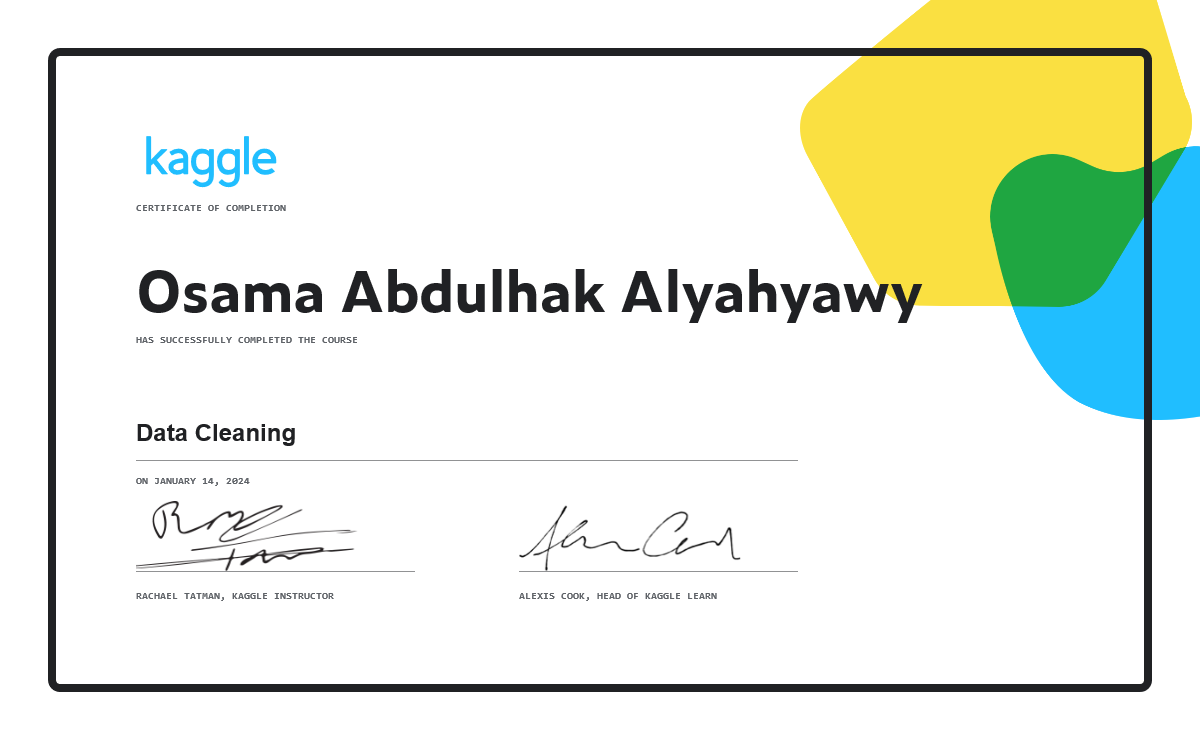 kaggle
CERTIFICATE OF COMPLETION
Osama Abdulhak Alyahyawy
HAS SUCCESSFULLY COMPLETED THE COURSE
Data Cleaning
ON JANUARY 14, 2024
RACHAEL TATMAN, KAGGLE INSTRUCTOR
ALEXIS COOK, HEAD OF KAGGLE LEARN